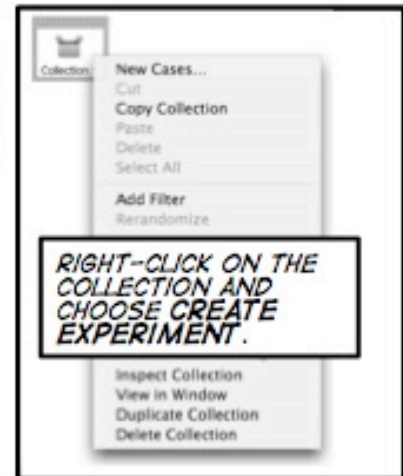 Collection
New Cases...
Cut
Copy Collection
Paste
Delete
Select All
Add Filter
Rerandomize
RIGHT-CLICK ON THE
COLLECTION AND
CHOOSE CREATE
EXPERIMENT.
Inspect Collection
View in Window
Duplicate Collection
Delete Collection